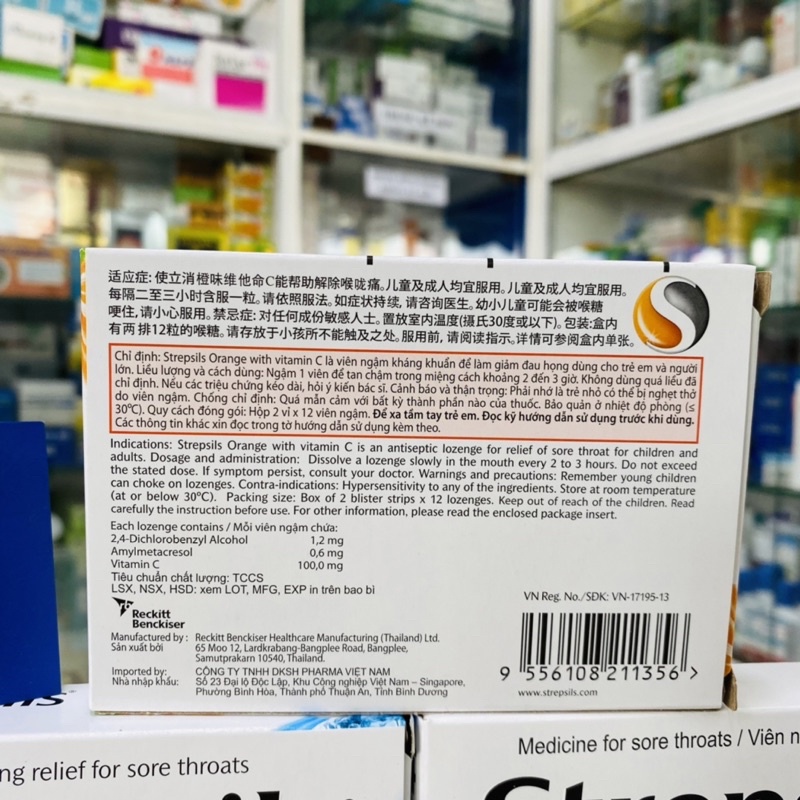 适应症: 使立消橙味维他命C能帮助解除喉咙痛。儿童及成人均宜服用。儿童及成人均宜服用。
每隔二至三小时含服一粒。请依照服法。如症状持续, 请咨询医生。幼小儿童可能会被喉糖
哽住, 请小心服用。禁忌症: 对任何成份敏感人士。置放室内温度(摄氏30度或以下)。包装:盒内
有两 排12粒的喉糖。请存放于小孩所不能触及之处。服用前, 请阅读指示。详情可参阅盒内单张。
Chỉ định: Strepsils Orange with vitamin C là viên ngậm kháng khuẩn để làm giảm đau họng dùng cho trẻ em và người
lớn. Liều lượng và cách dùng: Ngậm 1 viên để tan chậm trong miệng cách khoảng 2 đến 3 giờ. Không dùng quá liều đã
chỉ định. Nếu các triệu chứng kéo dài, hỏi ý kiến bác sĩ. Cảnh báo và thận trọng: Phải nhớ là trẻ nhỏ có thể bị nghẹt thở
do viên ngậm. Chống chỉ định: Quá mẫn cảm với bất kỳ thành phần nào của thuốc. Bảo quản ở nhiệt độ phòng (≤
30ºC). Quy cách đóng gói: Hộp 2 vỉ x 12 viên ngậm. Để xa tầm tay trẻ em. Đọc kỹ hướng dẫn sử dụng trước khi dùng.
Các thông tin khác xin đọc trong tờ hướng dẫn sử dụng kèm theo.
Indications: Strepsils Orange with vitamin C is an antiseptic lozenge for relief of sore throat for children and
adults. Dosage and administration: Dissolve a lozenge slowly in the mouth every 2 to 3 hours. Do not exceed
the stated dose. If symptom persist, consult your doctor. Warnings and precautions: Remember young children
can choke on lozenges. Contra-indications: Hypersensitivity to any of the ingredients. Store at room temperature
(at or below 30ºC). Packing size: Box of 2 blister strips x 12 lozenges. Keep out of reach of the children. Read
carefully the instruction before use. For other information, please read the enclosed package insert.
Each lozenge contains / Mỗi viên ngậm chứa:
2,4-Dichlorobenzyl Alcohol 1,2 mg
Amylmetacresol 0,6 mg
Vitamin C 100,0 mg
Tiêu chuẩn chất lượng: TCCS
LSX, NSX, HSD: xem LOT, MFG, EXP in trên bao bì
VN Reg. No./SĐK: VN-17195-13
Reckitt
Benckiser
Manufactured by : Reckitt Benckiser Healthcare Manufacturing (Thailand) Ltd.
Sản xuất bởi 65 Moo 12, Lardkrabang-Bangplee Road, Bangplee,
Samutprakarn 10540, Thailand.
Imported by: CÔNG TY TNHH DKSH PHARMA VIỆT NAM
Nhà nhập khẩu: Số 23 Đại lộ Độc Lập, Khu Công nghiệp Việt Nam – Singapore,
Phường Bình Hòa, Thành phố Thuận An, Tỉnh Bình Dương
9 556108 211356 >
www.strepsils.com
relief for sore throats
Medicine for sore throats / Viên